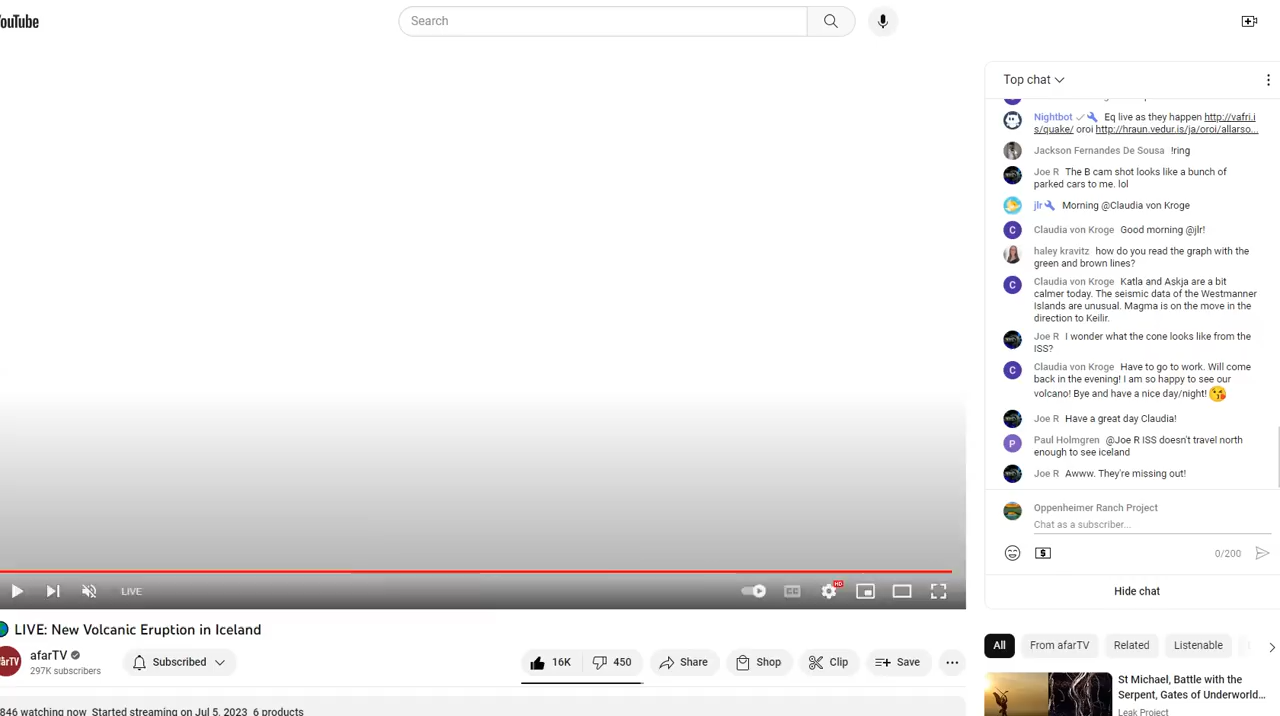 YouTube
Search
Top chat
Nightbot Eq live as they happen http://vafri.i
s/quake/ oroi http://hraun.vedur.is/ja/oroi/allarso...
Jackson Fernandes De Sousa !ring
Joe R The B cam shot looks like a bunch of
parked cars to me. lol
jlr Morning @Claudia von Kroge
C Claudia von Kroge Good morning @jlr!
haley kravitz how do you read the graph with the
green and brown lines?
C Claudia von Kroge Katla and Askja are a bit
calmer today. The seismic data of the Westmanner
Islands are unusual. Magma is on the move in the
direction to Keilir.
Joe R I wonder what the cone looks like from the
ISS?
C Claudia von Kroge Have to go to work. Will come
back in the evening! I am so happy to see our
volcano! Bye and have a nice day/night!
Joe R Have a great day Claudia!
P Paul Holmgren @Joe R ISS doesn't travel north
enough to see iceland
Joe R Awww. They're missing out!
Oppenheimer Ranch Project
Chat as a subscriber...
0/200
Hide chat
LIVE
CC
HD
LIVE: New Volcanic Eruption in Iceland
afarTV
297K subscribers
Subscribed
16K
450
Share
Shop
Clip
Save
846 watching now Started streaming on Jul 5, 2023 6 products
All
From afarTV
Related
Listenable
St Michael, Battle with the
Serpent, Gates of Underworld...
Leak Project